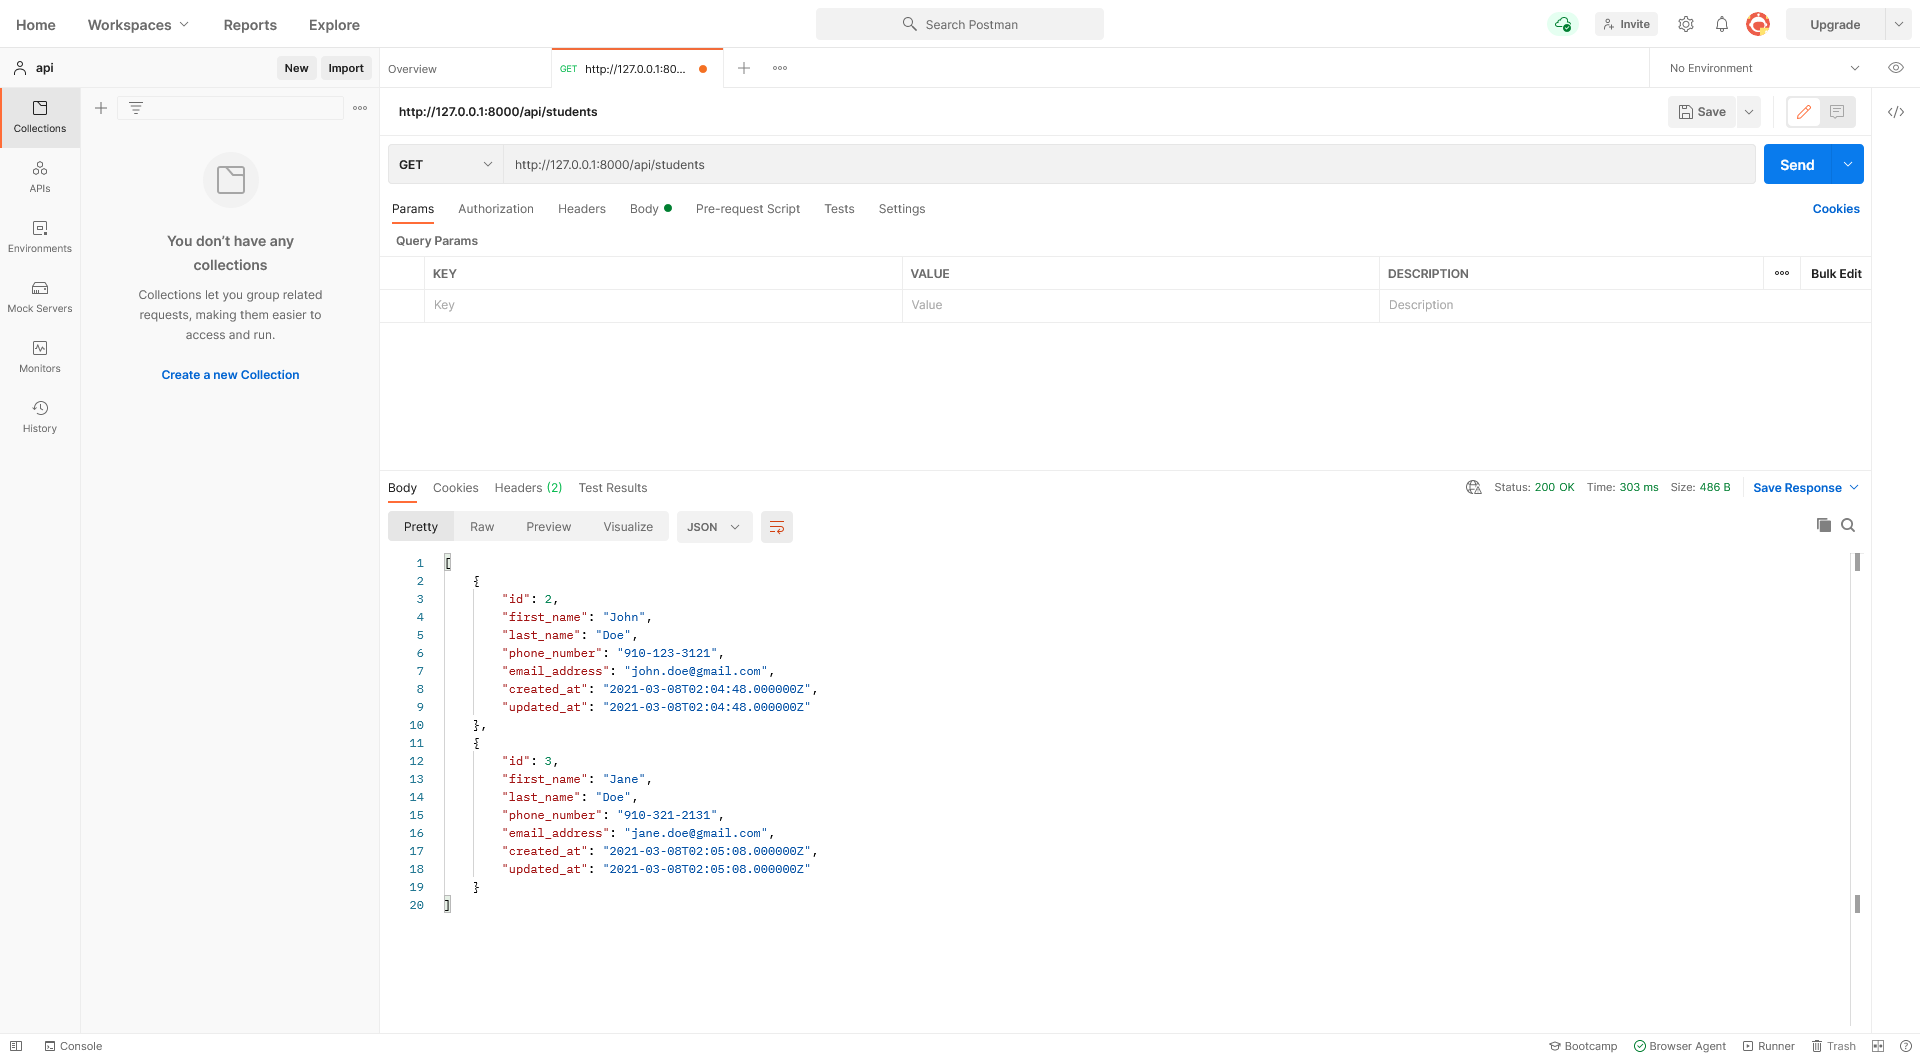 Home Workspaces Reports Explore Search Postman Invite Upgrade
api New Import Overview GET http://127.0.0.1:80... No Environment
Collections
APIs
Environments
Mock Servers
Monitors
History
You don’t have any
collections
Collections let you group related
requests, making them easier to
access and run.
Create a new Collection
http://127.0.0.1:8000/api/students Save
GET http://127.0.0.1:8000/api/students Send
Params Authorization Headers Body Pre-request Script Tests Settings Cookies
Query Params
KEY VALUE DESCRIPTION Bulk Edit
Key Value Description
Body Cookies Headers (2) Test Results Status: 200 OK Time: 303 ms Size: 486 B Save Response
Pretty Raw Preview Visualize JSON
1 [
2 {
3 "id": 2,
4 "first_name": "John",
5 "last_name": "Doe",
6 "phone_number": "910-123-3121",
7 "email_address": "john.doe@gmail.com",
8 "created_at": "2021-03-08T02:04:48.000000Z",
9 "updated_at": "2021-03-08T02:04:48.000000Z"
10 },
11 {
12 "id": 3,
13 "first_name": "Jane",
14 "last_name": "Doe",
15 "phone_number": "910-321-2131",
16 "email_address": "jane.doe@gmail.com",
17 "created_at": "2021-03-08T02:05:08.000000Z",
18 "updated_at": "2021-03-08T02:05:08.000000Z"
19 }
20 ]
Console Bootcamp Browser Agent Runner Trash